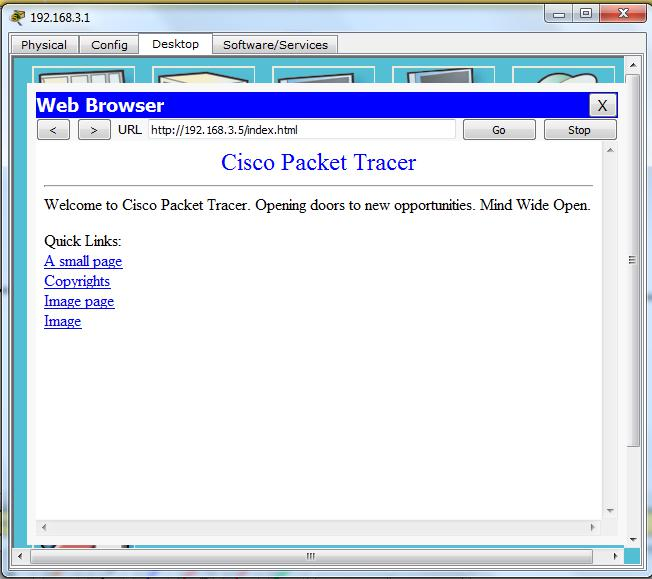 192.168.3.1
Physical Config Desktop Software/Services
Web Browser X
< > URL http://192.168.3.5/index.html Go Stop
Cisco Packet Tracer
Welcome to Cisco Packet Tracer. Opening doors to new opportunities. Mind Wide Open.
Quick Links:
A small page
Copyrights
Image page
Image